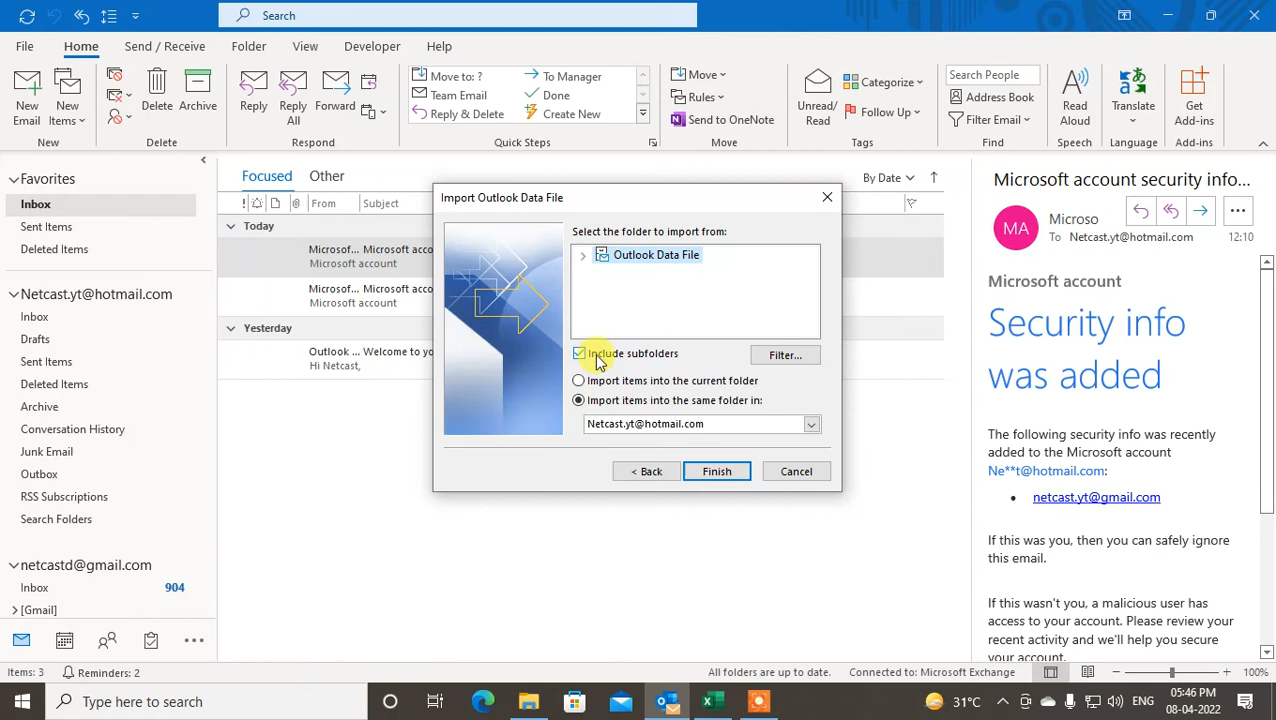 Search
File Home Send / Receive Folder View Developer Help
New Email
New Items
Delete
Archive
Reply
Reply All
Forward
Move to: ?
To Manager
Team Email
Done
Reply & Delete
Create New
Move
Rules
Send to OneNote
Unread/ Read
Categorize
Follow Up
Search People
Address Book
Filter Email
Read Aloud
Translate
Get Add-ins
New Delete Respond Quick Steps Move Tags Find Speech Language Add-ins
Favorites
Inbox
Sent Items
Deleted Items
Netcast.yt@hotmail.com
Inbox
Drafts
Sent Items
Deleted Items
Archive
Conversation History
Junk Email
Outbox
RSS Subscriptions
Search Folders
netcastd@gmail.com
Inbox 904
[Gmail]
Focused Other
By Date
! From Subject
Today
Microsof... Microsoft account
Microsoft account
Microsof... Microsoft account
Microsoft account
Yesterday
Outlook ... Welcome to yo
Hi Netcast,
Import Outlook Data File
Select the folder to import from:
Outlook Data File
Include subfolders
Filter...
Import items into the current folder
Import items into the same folder in:
Netcast.yt@hotmail.com
< Back Finish Cancel
Microsoft account security info...
MA
Microso
To Netcast.yt@hotmail.com
12:10
Microsoft account
Security info
was added
The following security info was recently
added to the Microsoft account
Ne**t@hotmail.com:
• netcast.yt@gmail.com
If this was you, then you can safely ignore
this email.
If this wasn't you, a malicious user has
access to your account. Please review your
recent activity and we'll help you secure
your account.
Items: 3 Reminders: 2 All folders are up to date. Connected to: Microsoft Exchange 100%
Type here to search
31°C
ENG
05:46 PM
08-04-2022